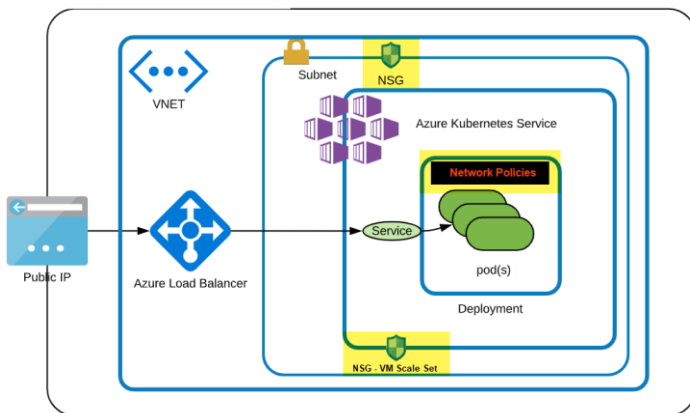 Subnet
NSG
VNET
Azure Kubernetes Service
Network Policies
Service
Public IP
Azure Load Balancer
pod(s)
Deployment
NSG - VM Scale Set